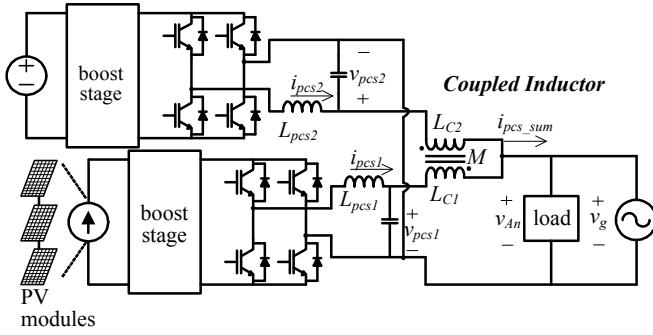 boost
stage
+
−
−
v_pcs2
+
i_pcs2
L_pcs2
Coupled Inductor
L_C2
i_pcs_sum
M
L_C1
i_pcs1
L_pcs1
+
v_pcs1
−
boost
stage
+
v_An
−
load
+
v_g
−
PV
modules